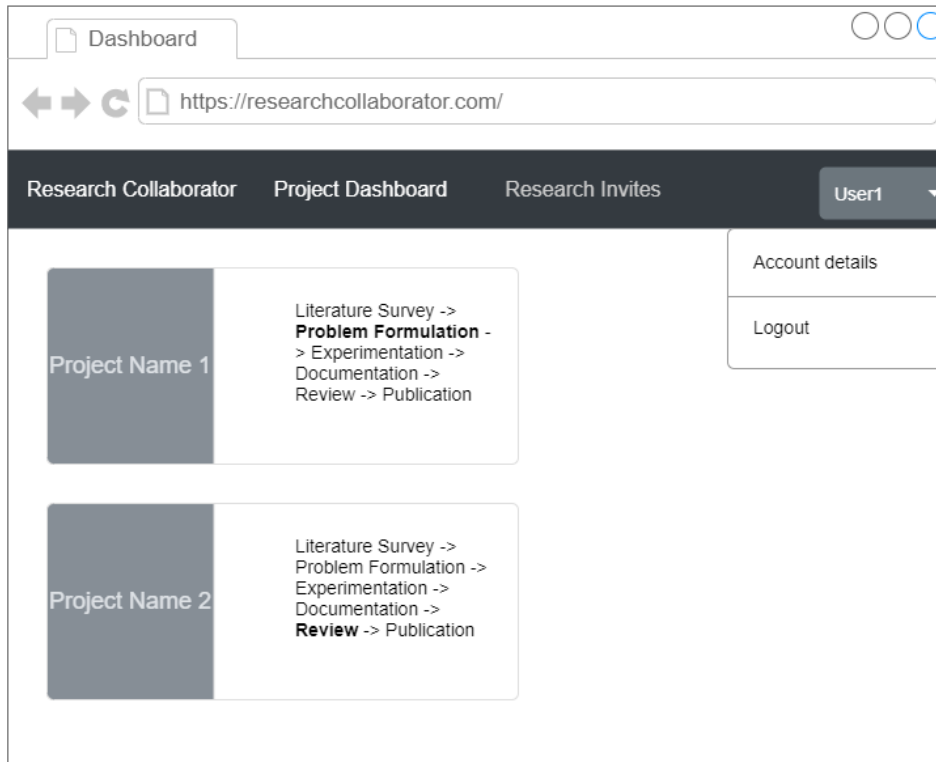 Dashboard
https://researchcollaborator.com/
Research Collaborator Project Dashboard Research Invites User1
Account details
Logout
Project Name 1
Literature Survey ->
Problem Formulation -
> Experimentation ->
Documentation ->
Review -> Publication
Project Name 2
Literature Survey ->
Problem Formulation ->
Experimentation ->
Documentation ->
Review -> Publication